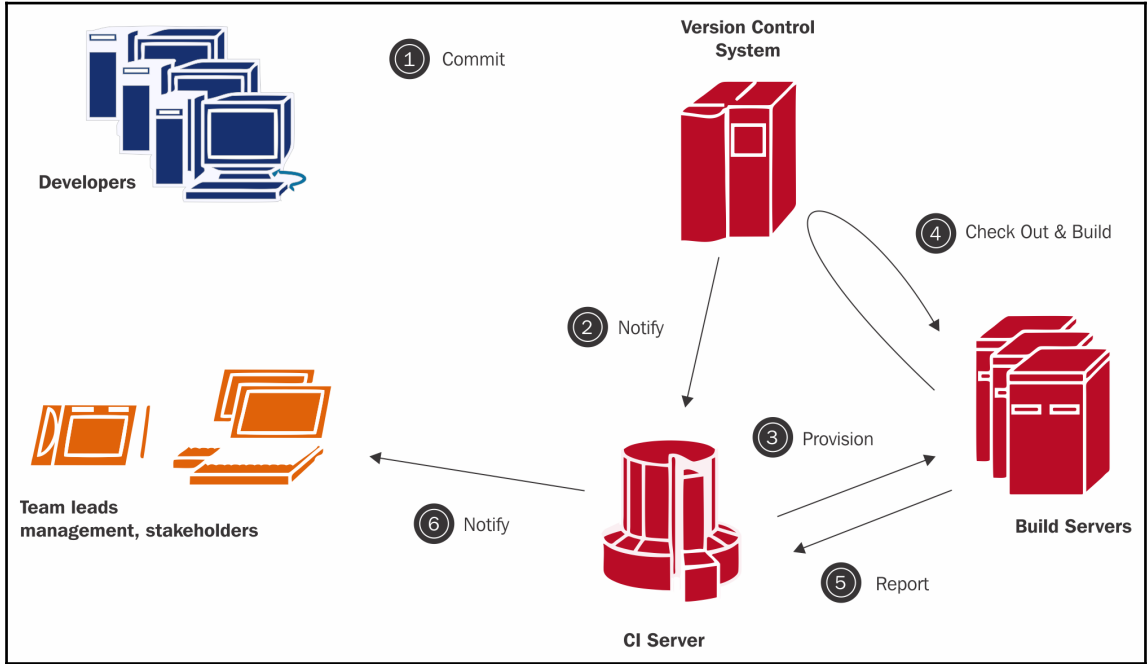 Version Control
System
1 Commit
Developers
4 Check Out & Build
2 Notify
3 Provision
Team leads
management, stakeholders
6 Notify
Build Servers
5 Report
CI Server